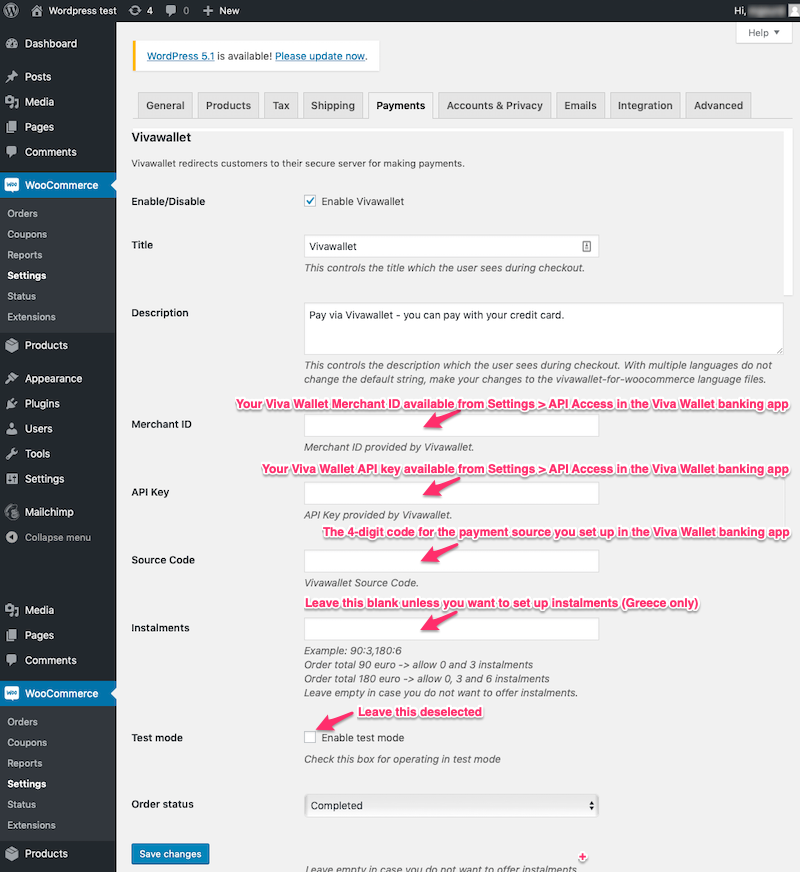 Wordpress test 4 0 New Hi,
Help
Dashboard
Posts
Media
Pages
Comments
WooCommerce
Orders
Coupons
Reports
Settings
Status
Extensions
Products
Appearance
Plugins
Users
Tools
Settings
Mailchimp
Collapse menu
Media
Pages
Comments
WooCommerce
Orders
Coupons
Reports
Settings
Status
Extensions
Products
WordPress 5.1 is available! Please update now.
General Products Tax Shipping Payments Accounts & Privacy Emails Integration Advanced
Vivawallet
Vivawallet redirects customers to their secure server for making payments.
Enable/Disable Enable Vivawallet
Title Vivawallet
This controls the title which the user sees during checkout.
Description Pay via Vivawallet - you can pay with your credit card.
This controls the description which the user sees during checkout. With multiple languages do not
change the default string, make your changes to the vivawallet-for-woocommerce language files.
Your Viva Wallet Merchant ID available from Settings > API Access in the Viva Wallet banking app
Merchant ID
Merchant ID provided by Vivawallet.
Your Viva Wallet API key available from Settings > API Access in the Viva Wallet banking app
API Key
API Key provided by Vivawallet.
The 4-digit code for the payment source you set up in the Viva Wallet banking app
Source Code
Vivawallet Source Code.
Leave this blank unless you want to set up instalments (Greece only)
Instalments
Example: 90:3,180:6
Order total 90 euro -> allow 0 and 3 instalments
Order total 180 euro -> allow 0, 3 and 6 instalments
Leave empty in case you do not want to offer instalments.
Leave this deselected
Test mode Enable test mode
Check this box for operating in test mode
Order status Completed
Save changes
Leave empty in case you do not want to offer instalments